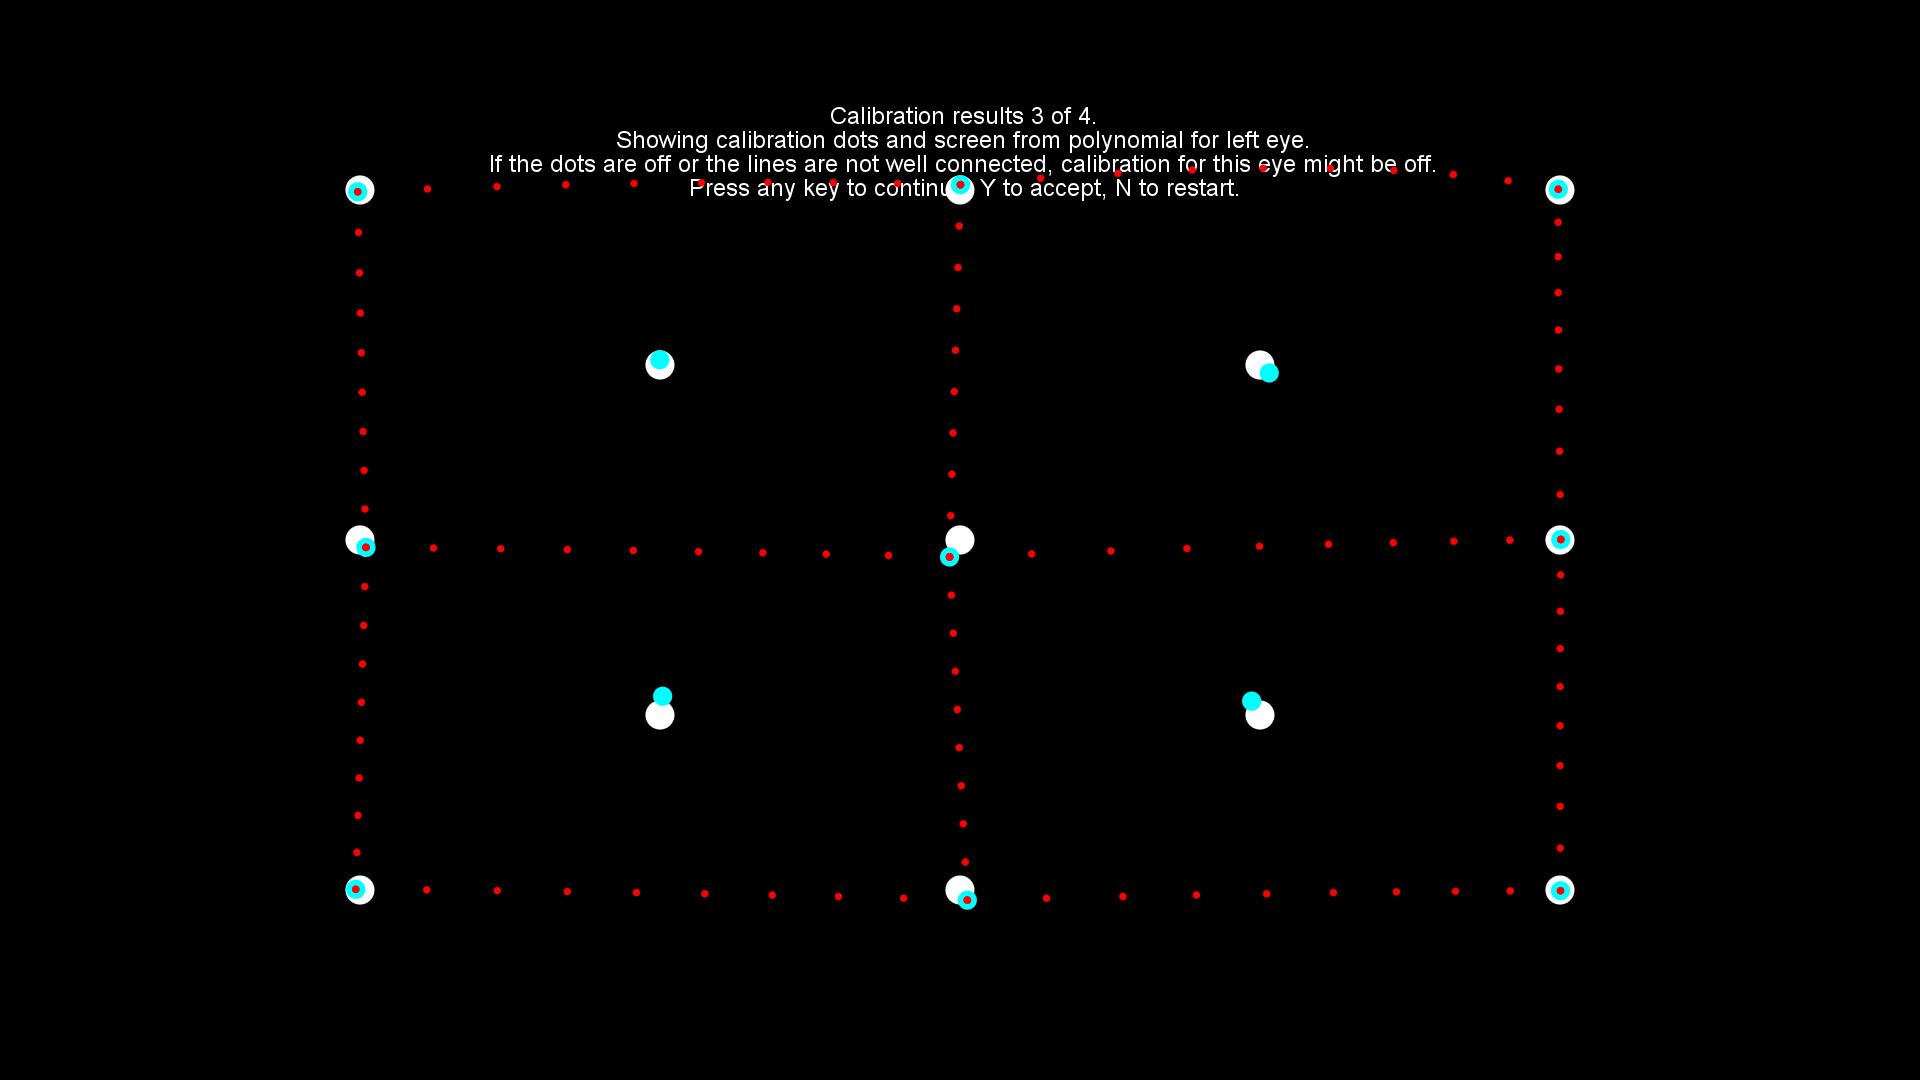 Calibration results 3 of 4.
Showing calibration dots and screen from polynomial for left eye.
If the dots are off or the lines are not well connected, calibration for this eye might be off.
Press any key to continue, Y to accept, N to restart.